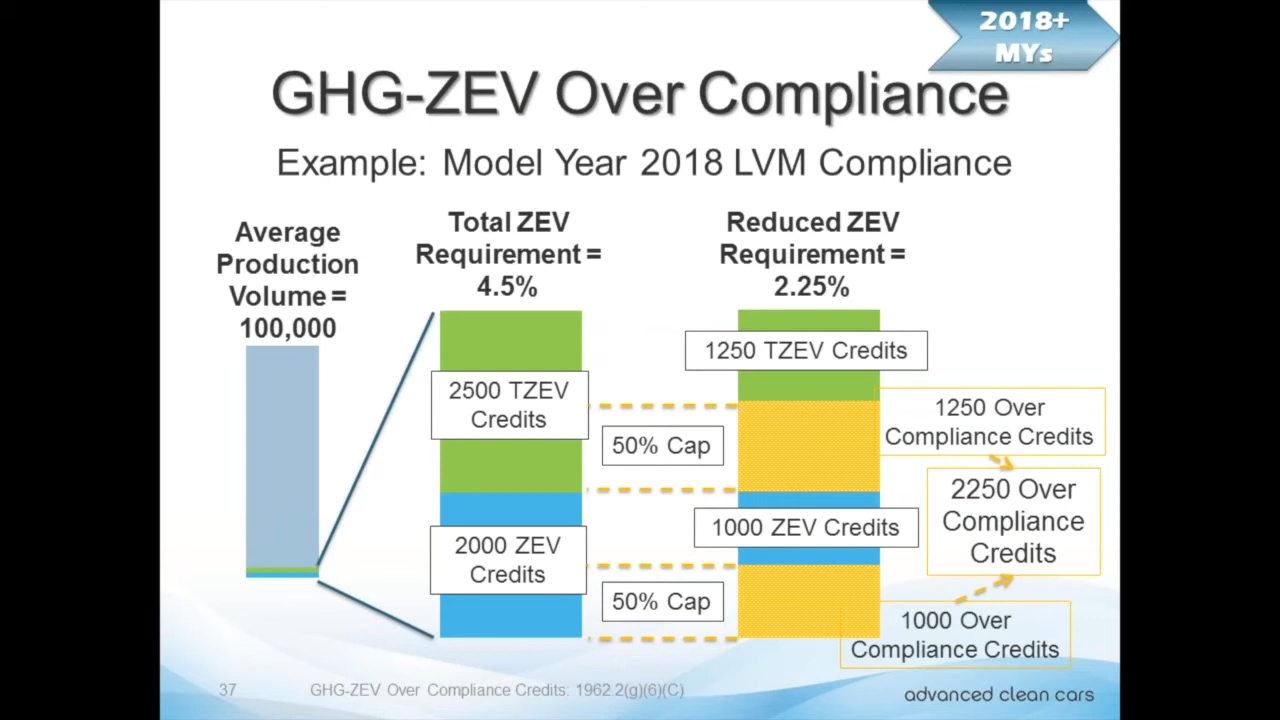 2018+
MYs
GHG-ZEV Over Compliance
Example: Model Year 2018 LVM Compliance
Average
Production
Volume =
100,000
Total ZEV
Requirement =
4.5%
Reduced ZEV
Requirement =
2.25%
2500 TZEV
Credits
2000 ZEV
Credits
50% Cap
50% Cap
1250 TZEV Credits
1000 ZEV Credits
1250 Over
Compliance Credits
2250 Over
Compliance
Credits
1000 Over
Compliance Credits
37
GHG-ZEV Over Compliance Credits: 1962.2(g)(6)(C)
advanced clean cars